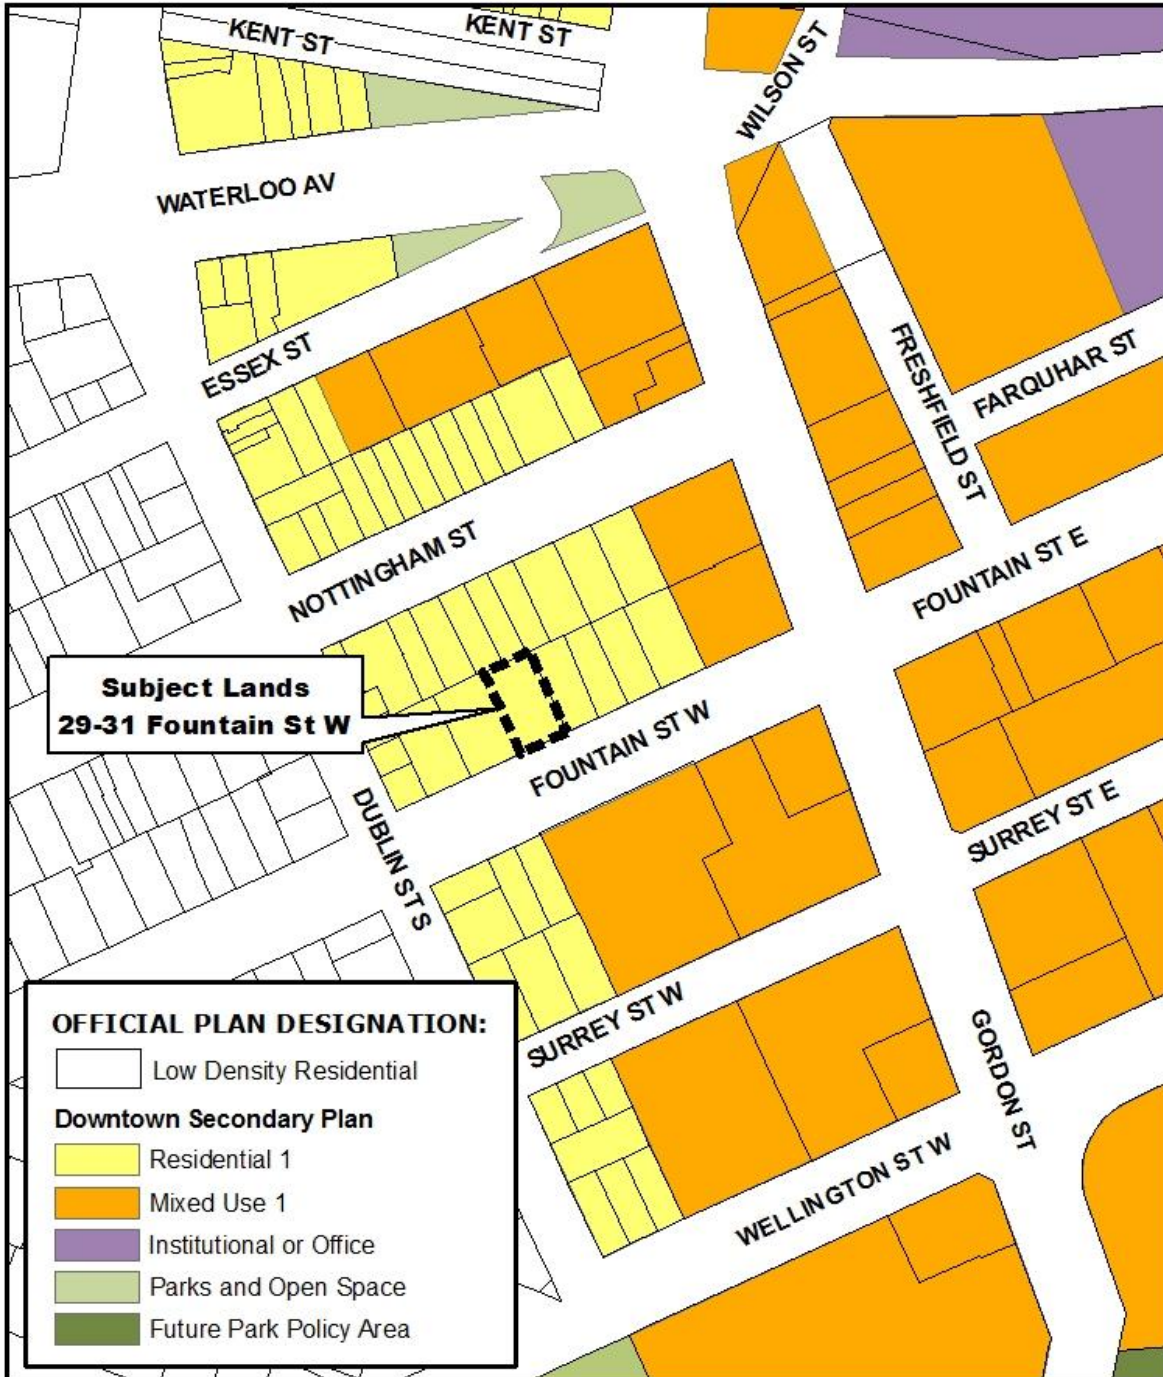 KENT ST
KENT ST
WILSON ST
WATERLOO AV
ESSEX ST
FRESHFIELD ST
FARQUHAR ST
NOTTINGHAM ST
FOUNTAIN ST E
Subject Lands
29-31 Fountain St W
FOUNTAIN ST W
DUBLIN ST S
SURREY ST E
SURREY ST W
GORDON ST
WELLINGTON ST W
OFFICIAL PLAN DESIGNATION:
Low Density Residential
Downtown Secondary Plan
Residential 1
Mixed Use 1
Institutional or Office
Parks and Open Space
Future Park Policy Area